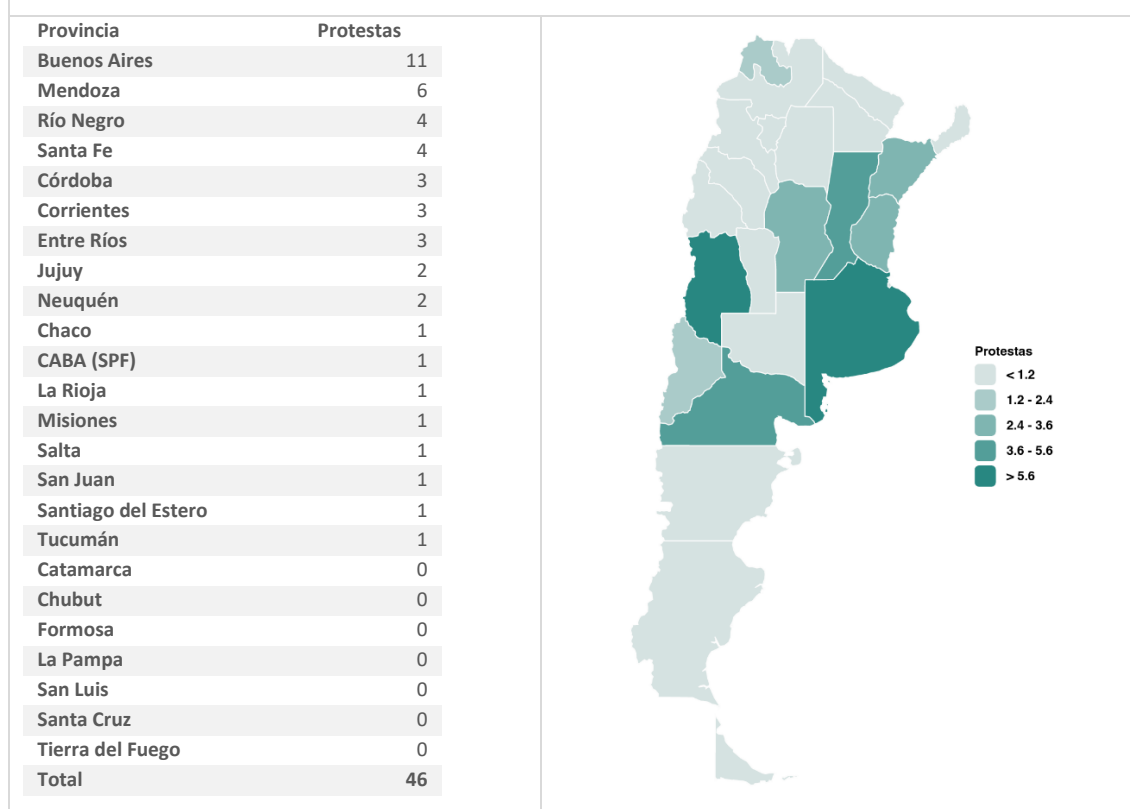 Provincia Protestas
Buenos Aires 11
Mendoza 6
Río Negro 4
Santa Fe 4
Córdoba 3
Corrientes 3
Entre Ríos 3
Jujuy 2
Neuquén 2
Chaco 1
CABA (SPF) 1
La Rioja 1
Misiones 1
Salta 1
San Juan 1
Santiago del Estero 1
Tucumán 1
Catamarca 0
Chubut 0
Formosa 0
La Pampa 0
San Luis 0
Santa Cruz 0
Tierra del Fuego 0
Total 46
Protestas
< 1.2
1.2 - 2.4
2.4 - 3.6
3.6 - 5.6
> 5.6